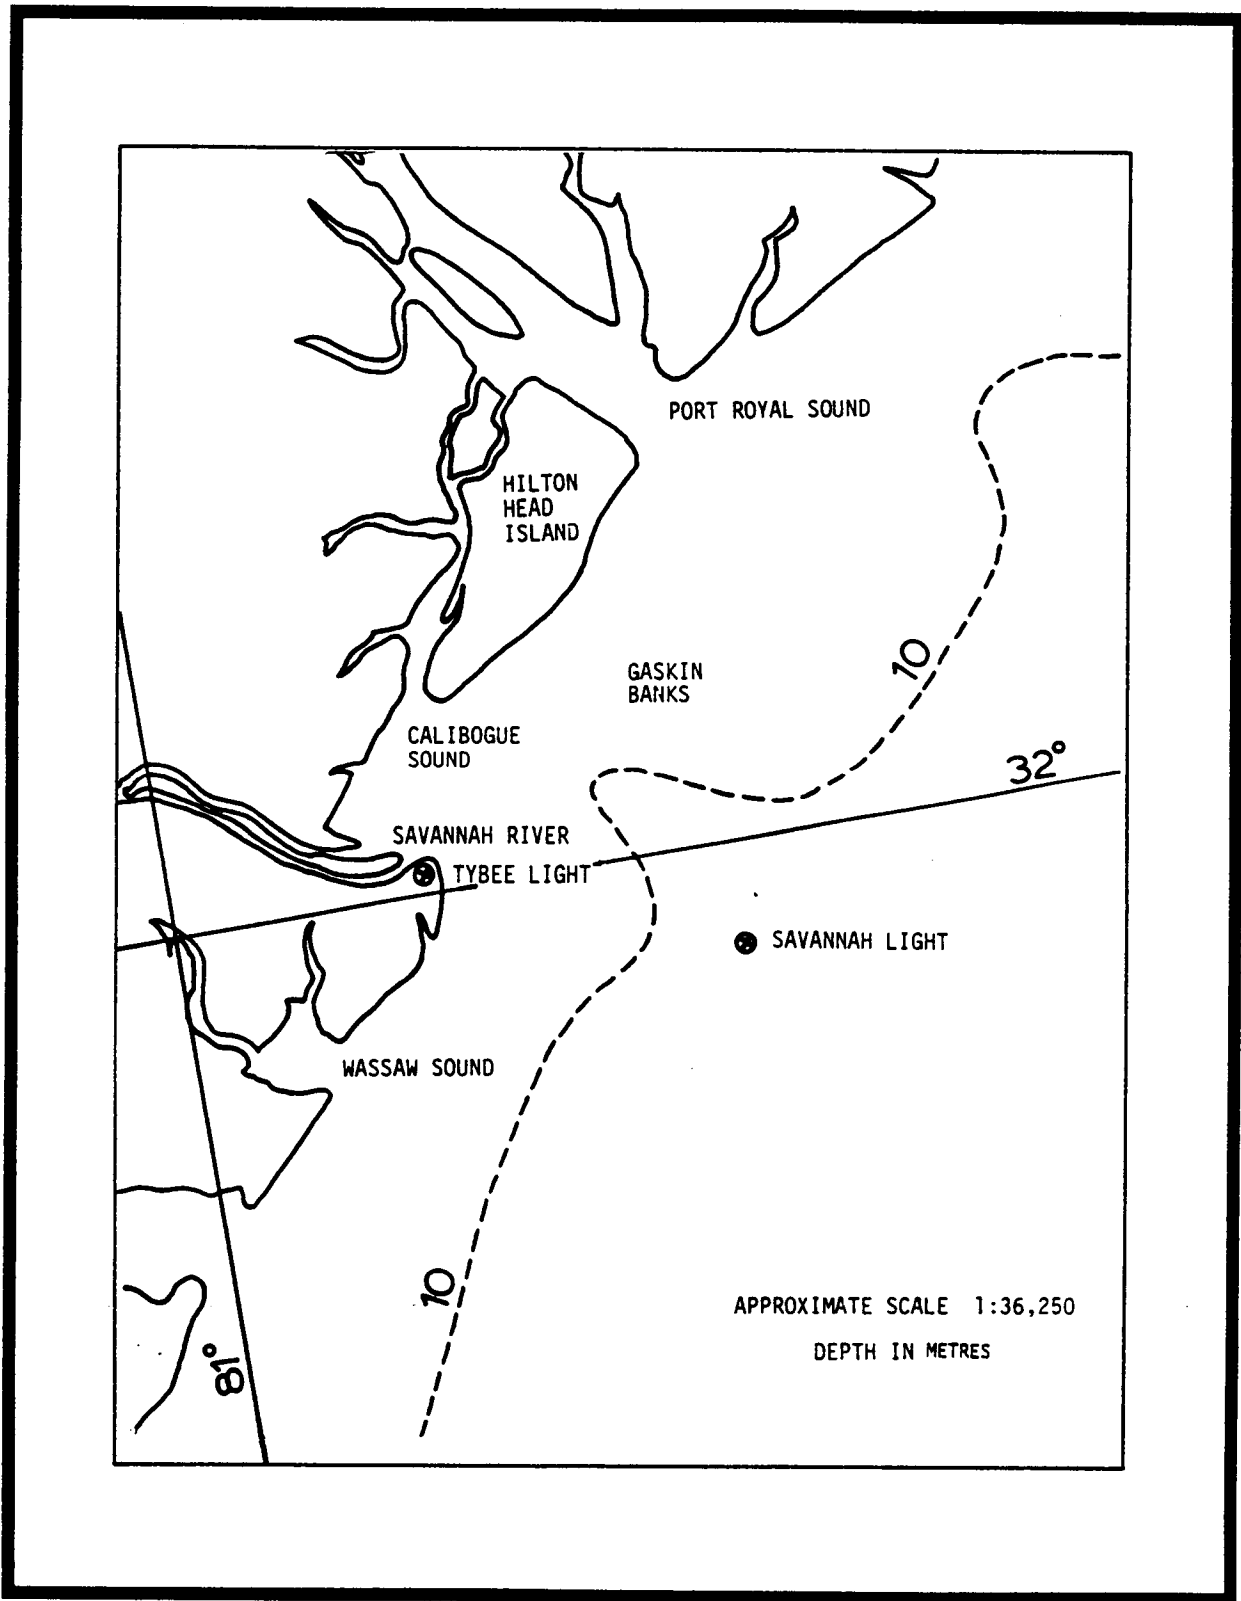 PORT ROYAL SOUND
HILTON
HEAD
ISLAND
10
GASKIN
BANKS
CALIBOGUE
SOUND
32°
SAVANNAH RIVER
TYBEE LIGHT
SAVANNAH LIGHT
WASSAW SOUND
10
APPROXIMATE SCALE 1:36,250
DEPTH IN METRES
81°